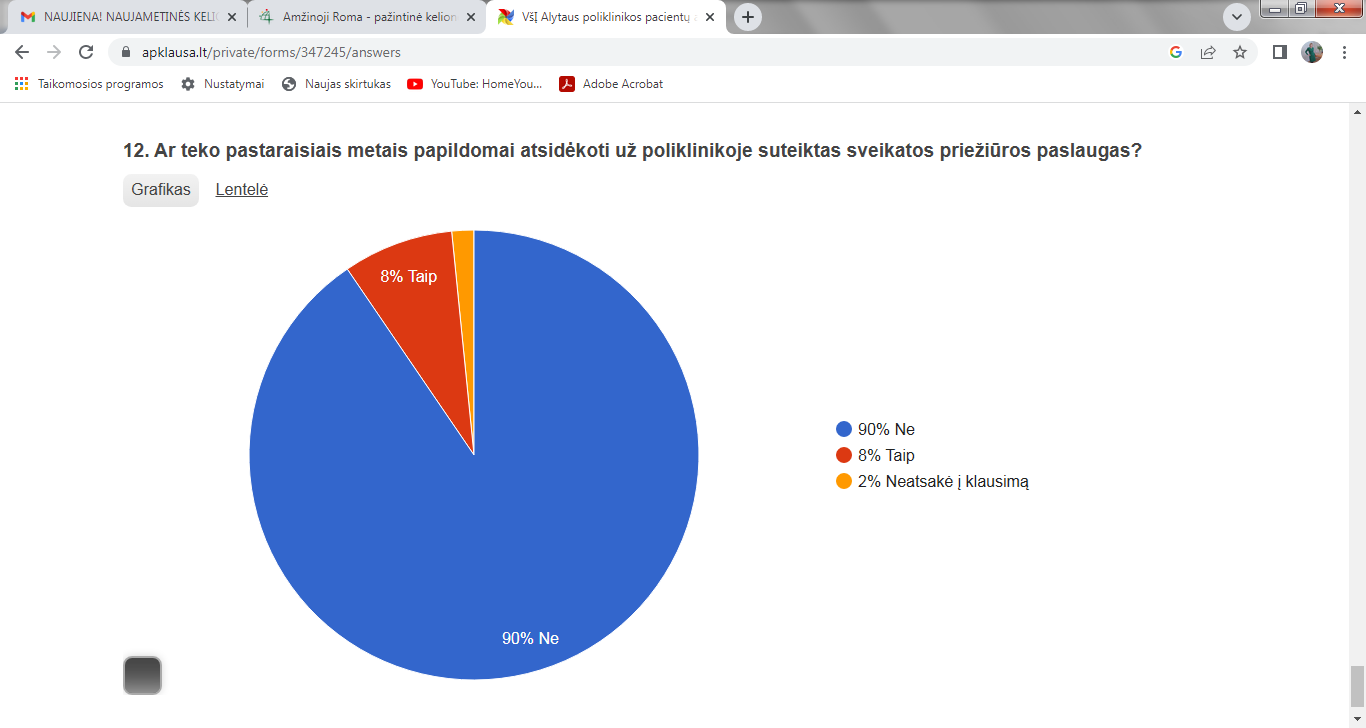 NAUJIENA! NAUJAMETINĖS KELI
Amžinoji Roma - pažintinė kelion
VšĮ Alytaus poliklinikos pacientų
apklausa.lt/private/forms/347245/answers
Taikomosios programos
Nustatymai
Naujas skirtukas
YouTube: HomeYou...
Adobe Acrobat
12. Ar teko pastaraisiais metais papildomai atsidėkoti už poliklinikoje suteiktas sveikatos priežiūros paslaugas?
Grafikas Lentelė
8% Taip
90% Ne
90% Ne
8% Taip
2% Neatsakė į klausimą